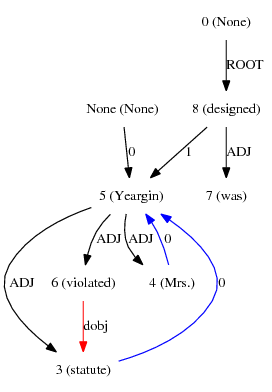 0 (None)
ROOT
None (None) 8 (designed)
0 1 ADJ
5 (Yeargin) 7 (was)
ADJ ADJ 0
ADJ 6 (violated) 4 (Mrs.) 0
dobj
3 (statute)